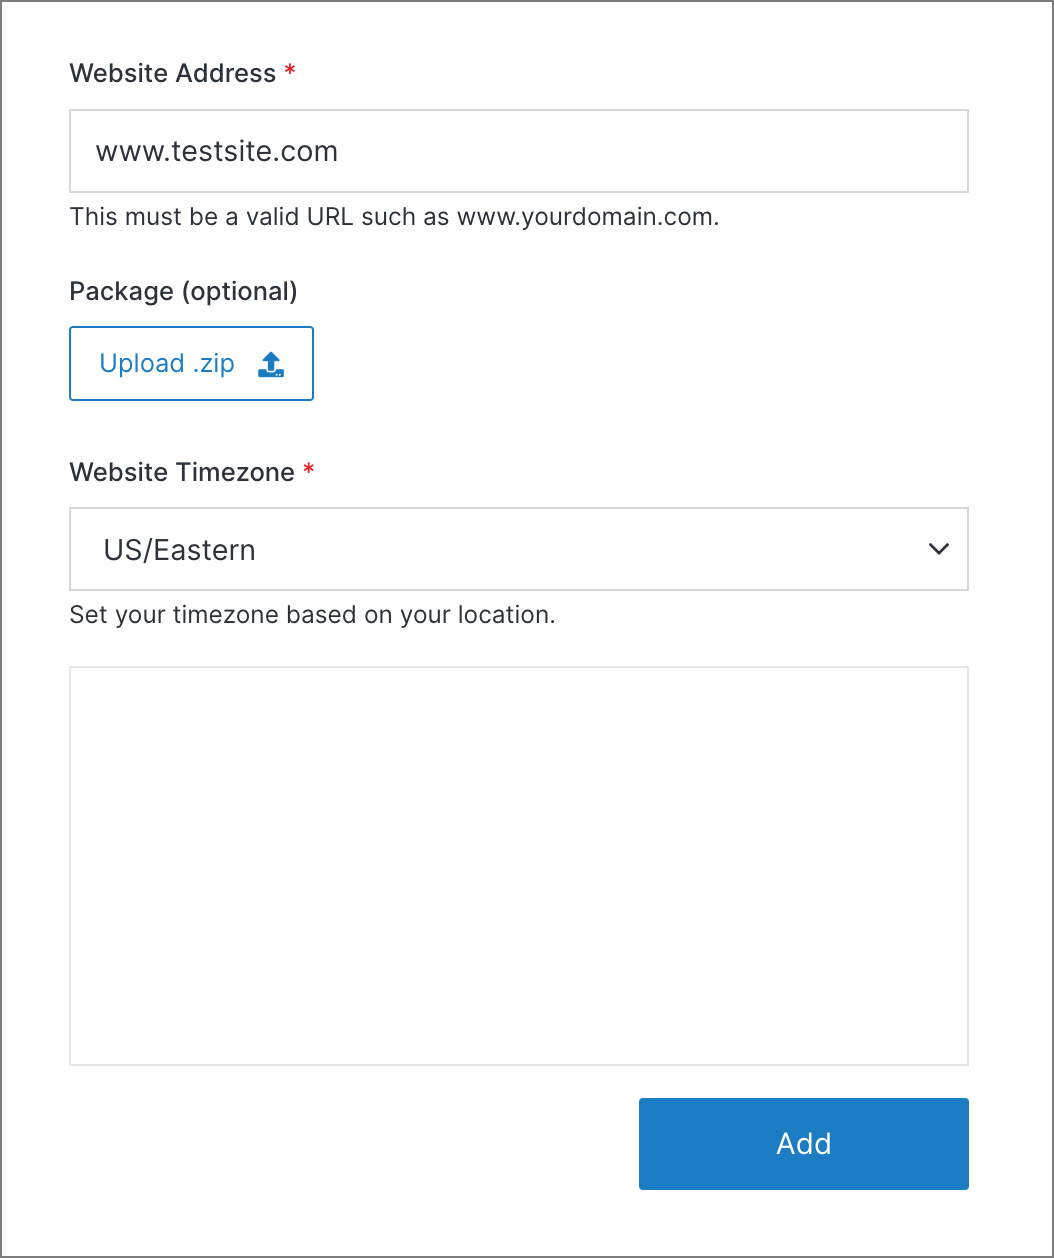 Website Address *
www.testsite.com
This must be a valid URL such as www.yourdomain.com.
Package (optional)
Upload .zip
Website Timezone *
US/Eastern
Set your timezone based on your location.
Add